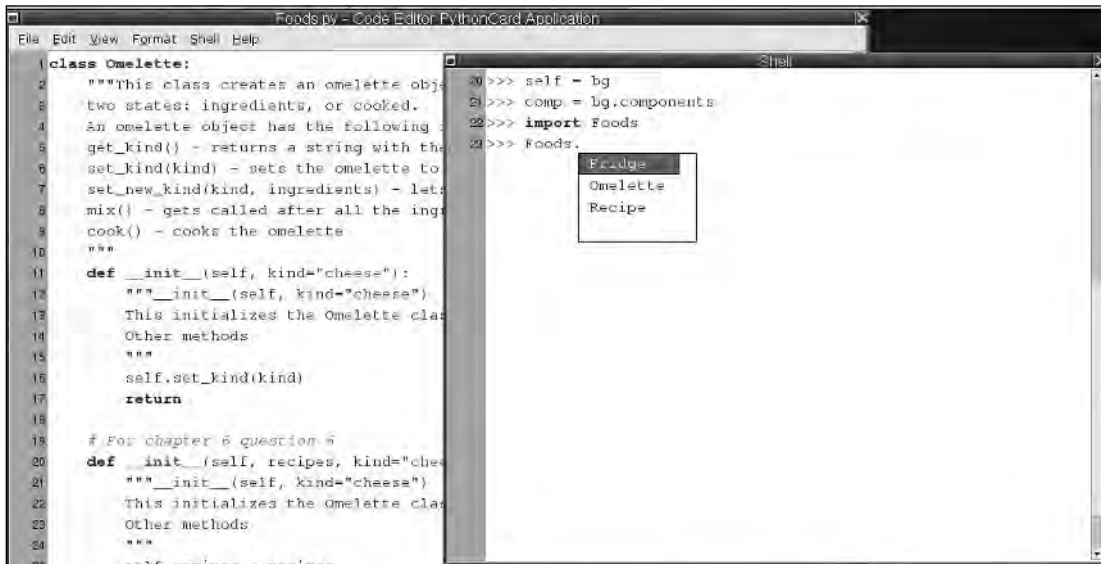 Foods.py - Code Editor PythonCard Application
File Edit View Format Shell Help
1 class Omelette:
2 """This class creates an omelette obje
3 two states: ingredients, or cooked.
4 An omelette object has the following
5 get_kind() - returns a string with the
6 set_kind(kind) - sets the omelette to
7 set_new_kind(kind, ingredients) - lets
8 mix() - gets called after all the ing
9 cook() - cooks the omelette
10 """
11 def __init__(self, kind="cheese"):
12 """__init__(self, kind="cheese")
13 This initializes the Omelette clas
14 Other methods
15 """
16 self.set_kind(kind)
17 return
18
19 # For chapter 6 question 5
20 def __init__(self, recipes, kind="chee
21 """__init__(self, kind="cheese")
22 This initializes the Omelette clas
23 Other methods
24 """
Shell
20 >>> self = bg
21 >>> comp = bg.components
22 >>> import Foods
23 >>> Foods.
Fridge
Omelette
Recipe